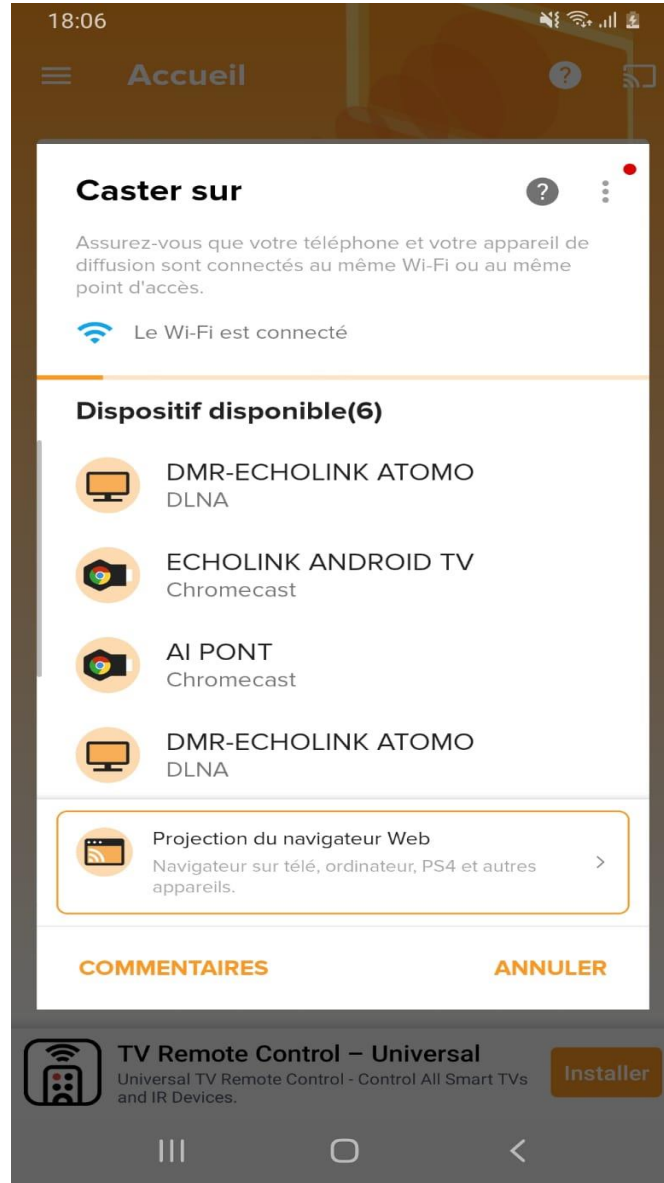 18:06
Accueil
Caster sur
Assurez-vous que votre téléphone et votre appareil de
diffusion sont connectés au même Wi-Fi ou au même
point d'accès.
Le Wi-Fi est connecté
Dispositif disponible(6)
DMR-ECHOLINK ATOMO
DLNA
ECHOLINK ANDROID TV
Chromecast
AI PONT
Chromecast
DMR-ECHOLINK ATOMO
DLNA
Projection du navigateur Web
Navigateur sur télé, ordinateur, PS4 et autres
appareils.
COMMENTAIRES
ANNULER
TV Remote Control – Universal
Universal TV Remote Control - Control All Smart TVs
and IR Devices.
Installer